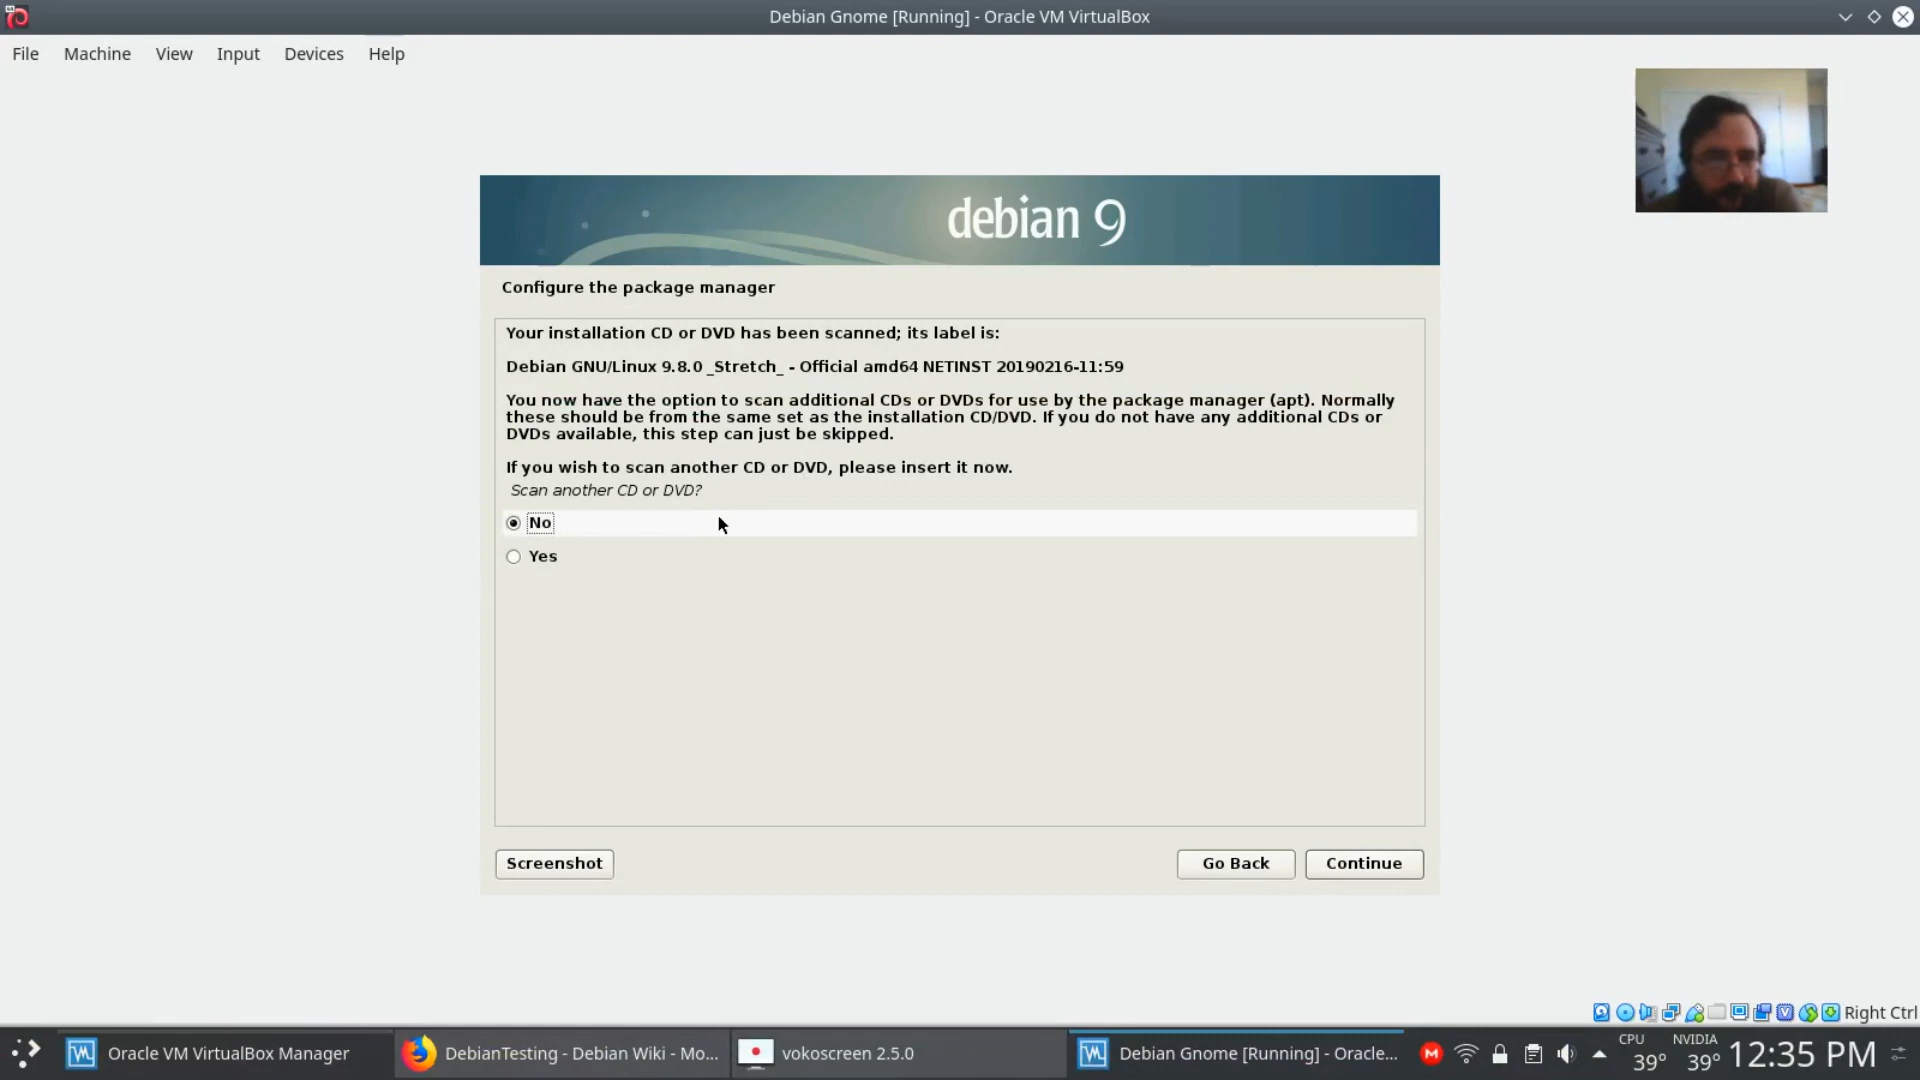 Debian Gnome [Running] - Oracle VM VirtualBox
File Machine View Input Devices Help
debian 9
Configure the package manager
Your installation CD or DVD has been scanned; its label is:
Debian GNU/Linux 9.8.0 _Stretch_ - Official amd64 NETINST 20190216-11:59
You now have the option to scan additional CDs or DVDs for use by the package manager (apt). Normally
these should be from the same set as the installation CD/DVD. If you do not have any additional CDs or
DVDs available, this step can just be skipped.
If you wish to scan another CD or DVD, please insert it now.
Scan another CD or DVD?
No
Yes
Screenshot Go Back Continue
Right Ctrl
Oracle VM VirtualBox Manager
DebianTesting - Debian Wiki - Mo...
vokoscreen 2.5.0
Debian Gnome [Running] - Oracle...
CPU
39°
NVIDIA
39°
12:35 PM